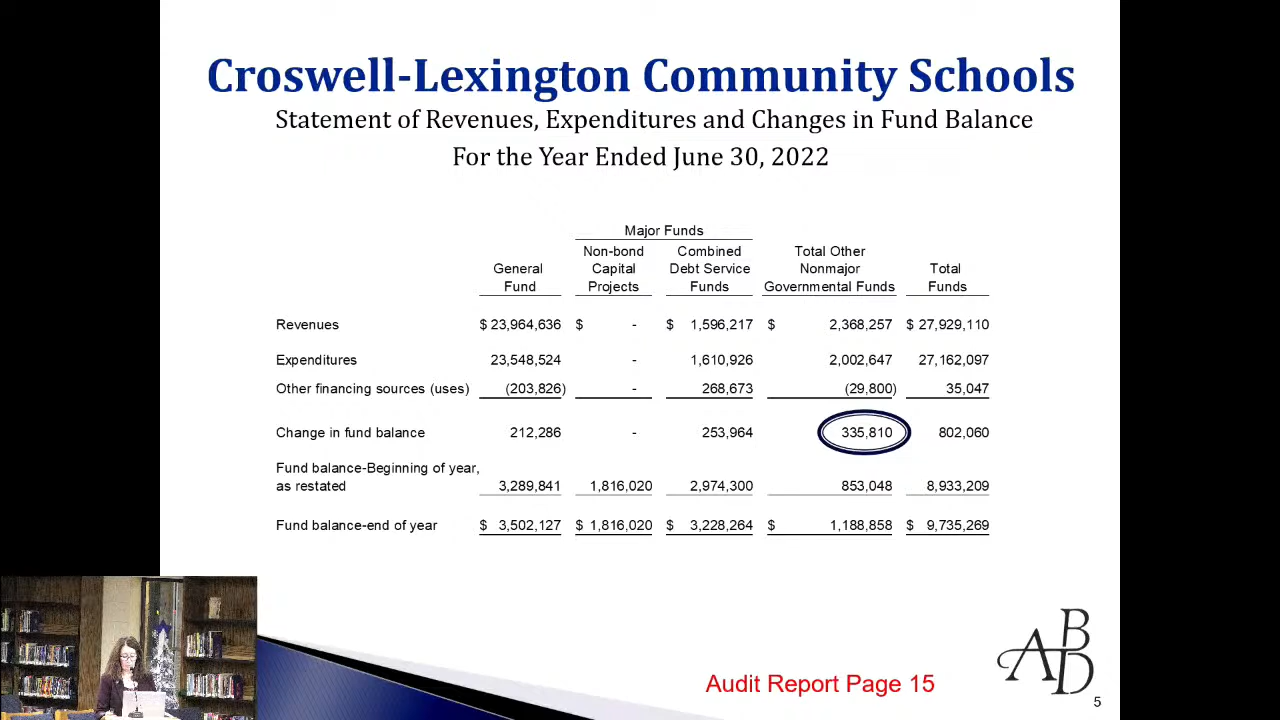 Croswell-Lexington Community Schools
Statement of Revenues, Expenditures and Changes in Fund Balance
For the Year Ended June 30, 2022
Major Funds
General Fund
Non-bond Capital Projects
Combined Debt Service Funds
Total Other Nonmajor Governmental Funds
Total Funds
Revenues $ 23,964,636 $ - $ 1,596,217 $ 2,368,257 $ 27,929,110
Expenditures 23,548,524 - 1,610,926 2,002,647 27,162,097
Other financing sources (uses) (203,826) - 268,673 (29,800) 35,047
Change in fund balance 212,286 - 253,964 335,810 802,060
Fund balance-Beginning of year,
as restated 3,289,841 1,816,020 2,974,300 853,048 8,933,209
Fund balance-end of year $ 3,502,127 $ 1,816,020 $ 3,228,264 $ 1,188,858 $ 9,735,269
Audit Report Page 15
ABD
5